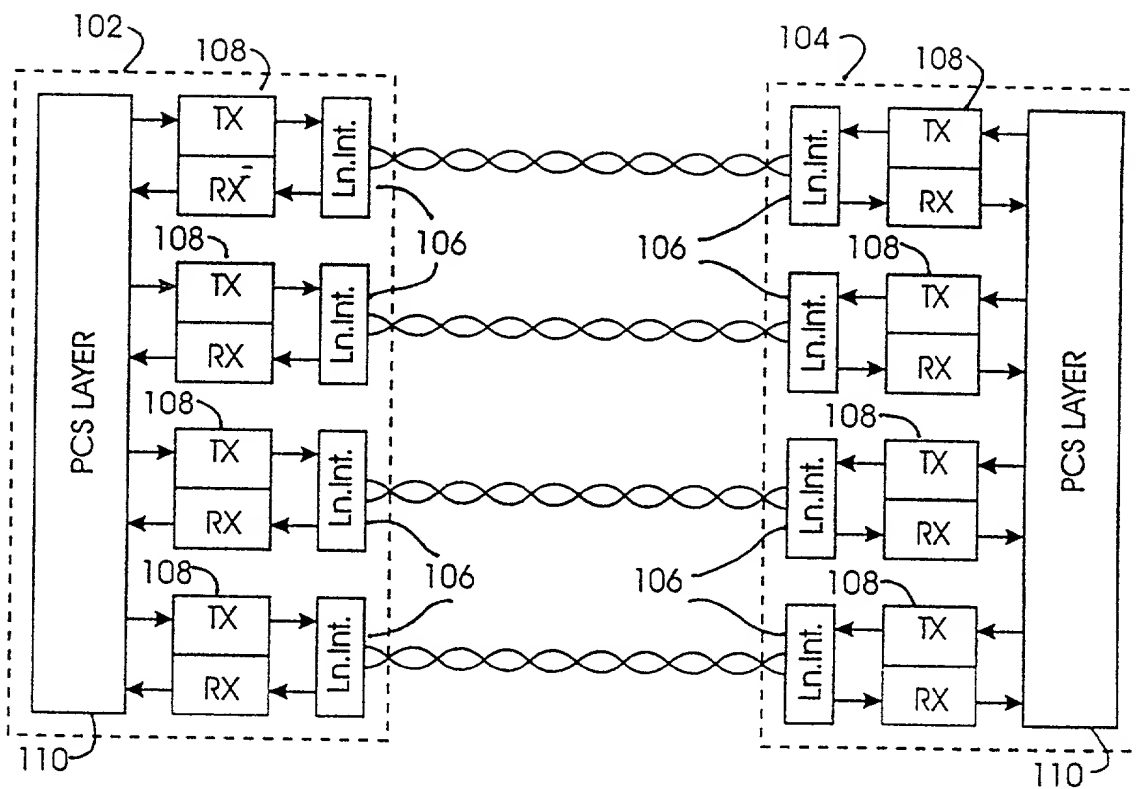 102
108
104
108
PCS LAYER
TX
RX
Ln.Int.
106
108
TX
RX
Ln.Int.
108
TX
RX
Ln.Int.
106
108
TX
RX
Ln.Int.
110
Ln.Int.
TX
RX
106
108
Ln.Int.
TX
RX
108
Ln.Int.
TX
RX
106
108
Ln.Int.
TX
RX
PCS LAYER
110